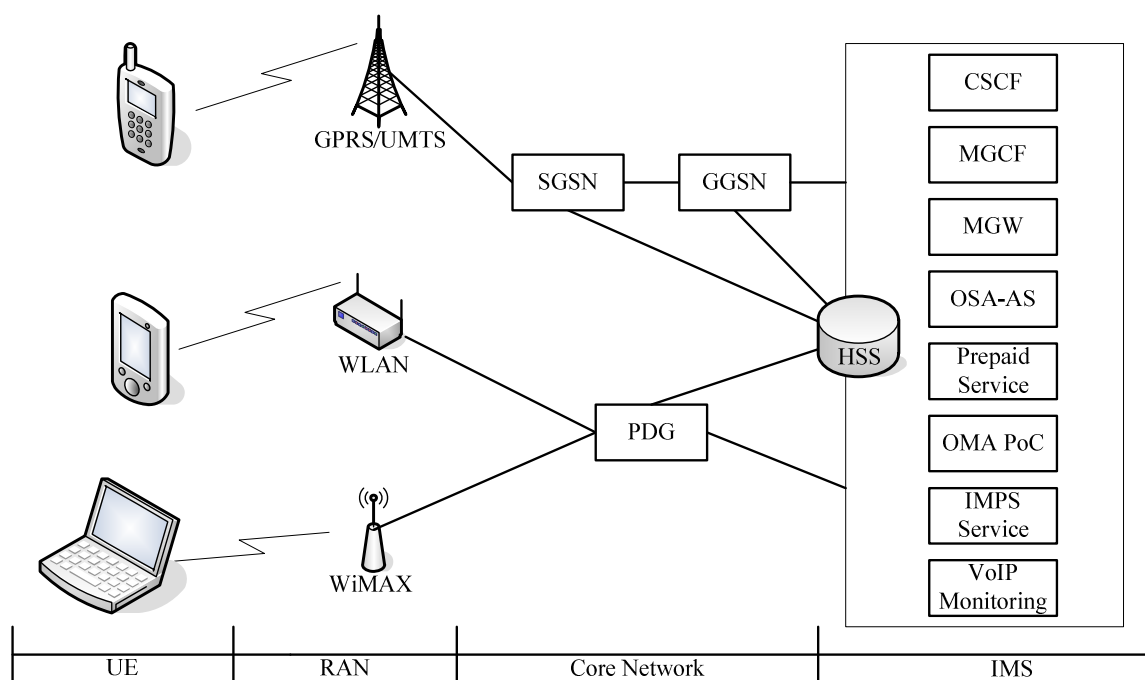 GPRS/UMTS
SGSN
GGSN
WLAN
PDG
HSS
WiMAX
CSCF
MGCF
MGW
OSA-AS
Prepaid
Service
OMA PoC
IMPS
Service
VoIP
Monitoring
UE
RAN
Core Network
IMS